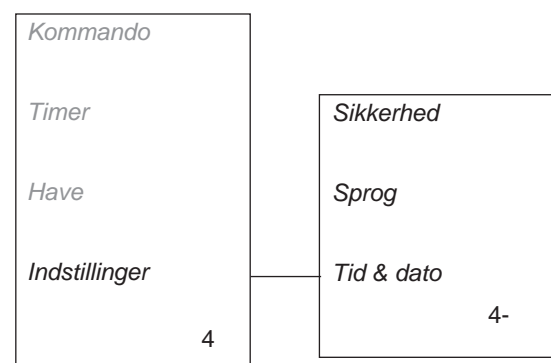 Kommando
Timer
Have
Indstillinger
4
Sikkerhed
Sprog
Tid & dato
4-